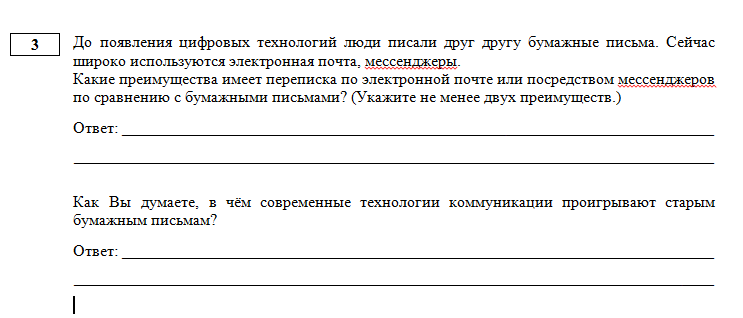 3
До появления цифровых технологий люди писали друг другу бумажные письма. Сейчас
широко используются электронная почта, мессенджеры.
Какие преимущества имеет переписка по электронной почте или посредством мессенджеров
по сравнению с бумажными письмами? (Укажите не менее двух преимуществ.)
Ответ:
Как Вы думаете, в чём современные технологии коммуникации проигрывают старым
бумажным письмам?
Ответ: